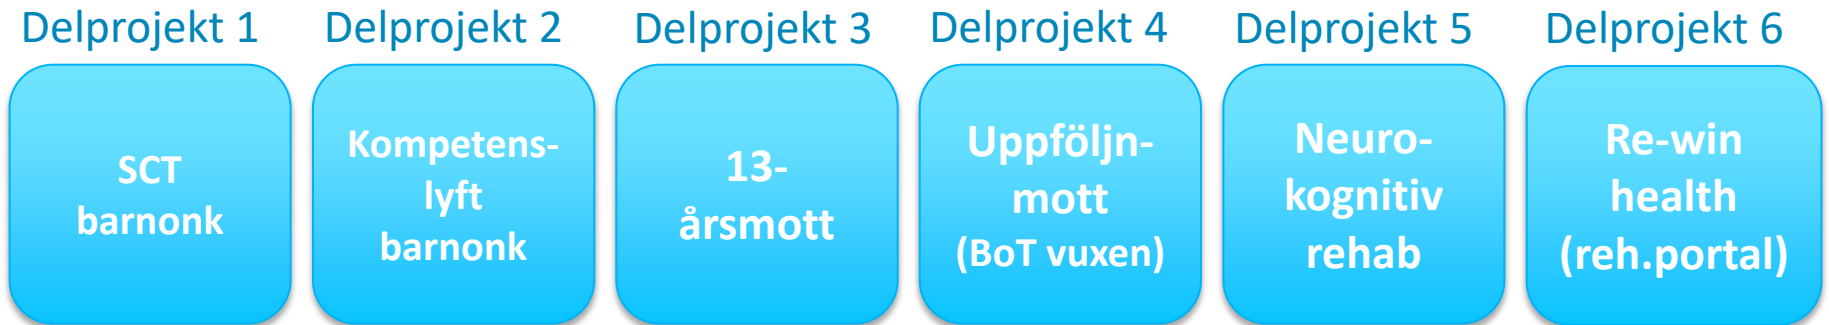 Delprojekt 1
SCT
barnonk
Delprojekt 2
Kompetens-
lyft
barnonk
Delprojekt 3
13-
årsmott
Delprojekt 4
Uppföljn-
mott
(BoT vuxen)
Delprojekt 5
Neuro-
kognitiv
rehab
Delprojekt 6
Re-win
health
(reh.portal)